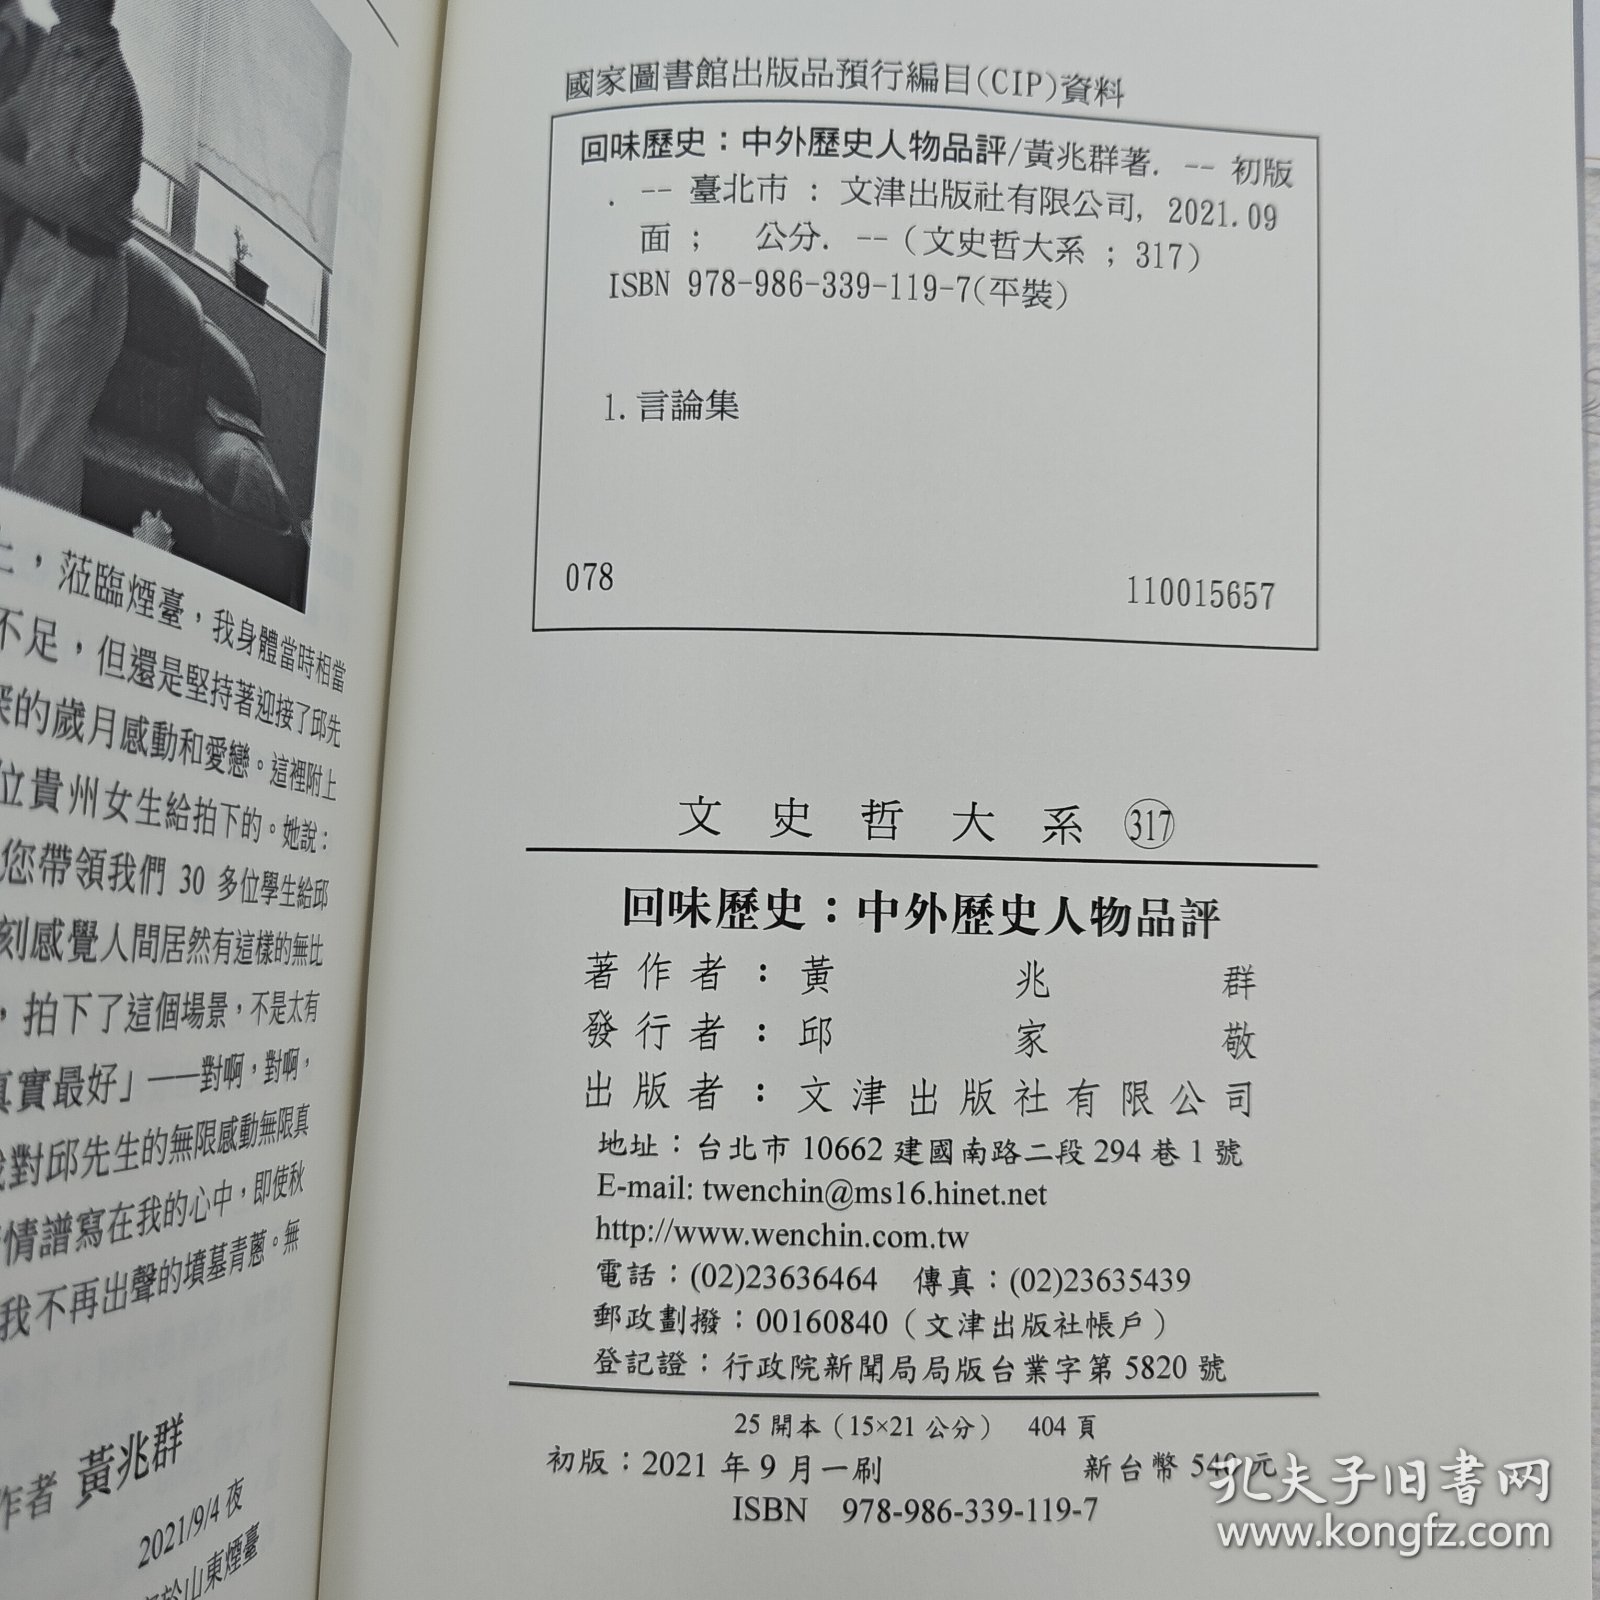 ，蒞臨煙臺，我身體當時相當
不足，但還是堅持著迎接了邱先
的歲月感動和愛戀。這裡附上
位貴州女生給拍下的。她說：
您帶領我們 30 多位學生給邱
刻感覺人間居然有這樣的無比
，拍下了這個場景，不是太有
真實最好」——對啊，對啊，
對邱先生的無限感動無限真
情譜寫在我的心中，即使秋
我不再出聲的墳墓青蔥。無
作者 黃兆群
2021/9/4 夜
於山東煙臺
國家圖書館出版品預行編目(CIP)資料
回味歷史：中外歷史人物品評/黃兆群著. -- 初版
. -- 臺北市 : 文津出版社有限公司, 2021.09
面 ; 公分. --（文史哲大系 ; 317）
ISBN 978-986-339-119-7(平裝)
1. 言論集
078 110015657
文史哲大系 ㊂317
回味歷史：中外歷史人物品評
著作者：黃兆群
發行者：邱家敬
出版者：文津出版社有限公司
地址：台北市 10662 建國南路二段 294 巷 1 號
E-mail: twenchin@ms16.hinet.net
http://www.wenchin.com.tw
電話：(02)23636464 傳真：(02)23635439
郵政劃撥：00160840（文津出版社帳戶）
登記證：行政院新聞局局版台業字第 5820 號
25 開本（15×21 公分） 404 頁
初版：2021 年 9 月一刷 新台幣 540 元
ISBN 978-986-339-119-7
孔夫子旧书网
www.kongfz.com